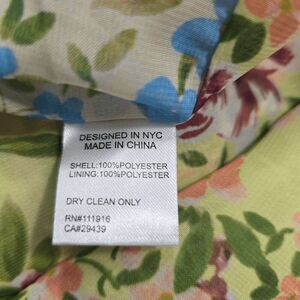 DESIGNED IN NYC
MADE IN CHINA
SHELL:100%POLYESTER
LINING:100%POLYESTER
DRY CLEAN ONLY
RN#111916
CA#29439